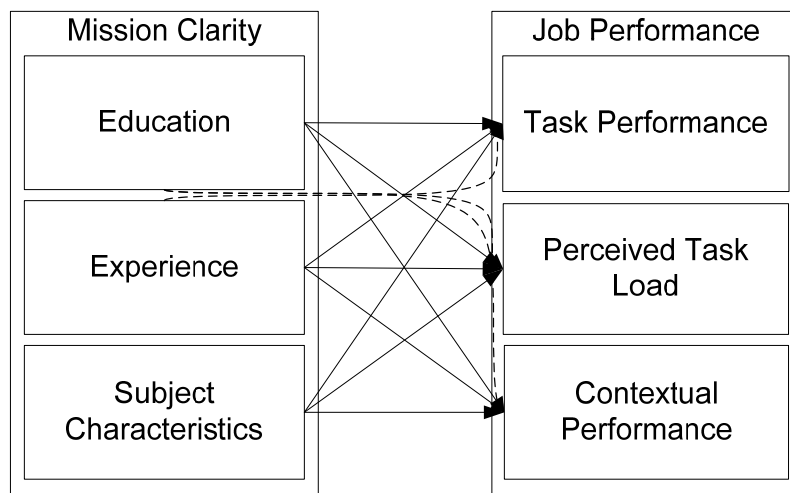 Mission Clarity
Education
Experience
Subject
Characteristics
Job Performance
Task Performance
Perceived Task
Load
Contextual
Performance